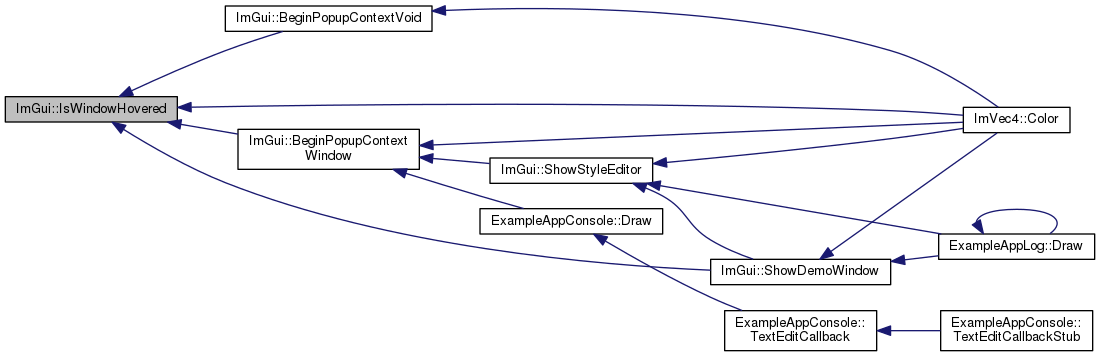 ImGui::BeginPopupContextVoid
ImGui::IsWindowHovered
ImVec4::Color
ImGui::BeginPopupContext
Window
ImGui::ShowStyleEditor
ExampleAppConsole::Draw
ExampleAppLog::Draw
ImGui::ShowDemoWindow
ExampleAppConsole::
TextEditCallback
ExampleAppConsole::
TextEditCallbackStub